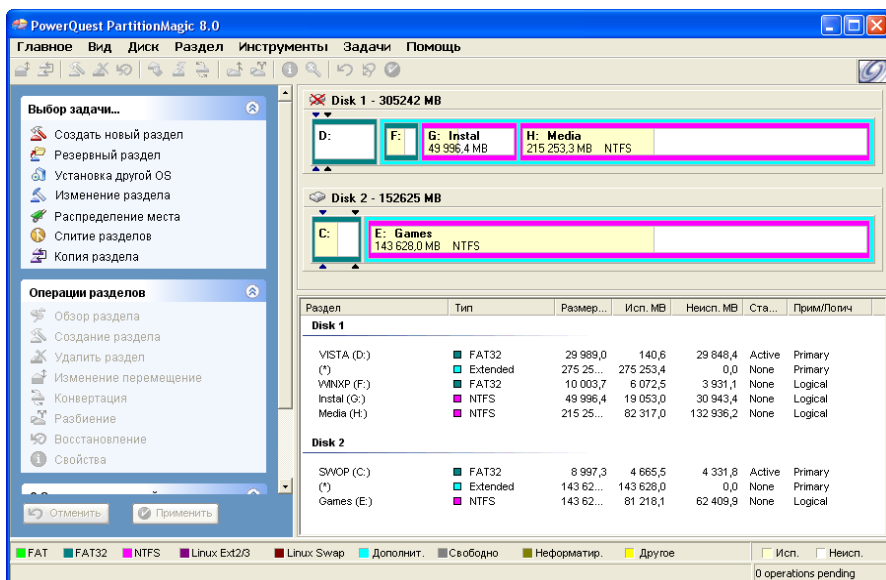 PowerQuest PartitionMagic 8.0
Главное Вид Диск Раздел Инструменты Задачи Помощь
Выбор задачи...
Создать новый раздел
Резервный раздел
Установка другой OS
Изменение раздела
Распределение места
Слитие разделов
Копия раздела
Операции разделов
Обзор раздела
Создание раздела
Удалить раздел
Изменение перемещение
Конвертация
Разбиение
Восстановление
Свойства
Отменить Применить
Disk 1 - 305242 MB
D: F: G: Instal H: Media
49 996,4 MB 215 253,3 MB NTFS
Disk 2 - 152625 MB
C: E: Games
143 628,0 MB NTFS
Раздел Тип Размер... Исп. MB Неисп. MB Ста... Прим/Логич
Disk 1
VISTA (D:) FAT32 29 989,0 140,6 29 848,4 Active Primary
(*) Extended 275 25... 275 253,4 0,0 None Primary
WINXP (F:) FAT32 10 003,7 6 072,5 3 931,1 None Logical
Instal (G:) NTFS 49 996,4 19 053,0 30 943,4 None Logical
Media (H:) NTFS 215 25... 82 317,0 132 936,2 None Logical
Disk 2
SWOP (C:) FAT32 8 997,3 4 665,5 4 331,8 Active Primary
(*) Extended 143 62... 143 628,0 0,0 None Primary
Games (E:) NTFS 143 62... 81 218,1 62 409,9 None Logical
FAT FAT32 NTFS Linux Ext2/3 Linux Swap Дополнит. Свободно Неформатир. Другое Исп. Неисп.
0 operations pending